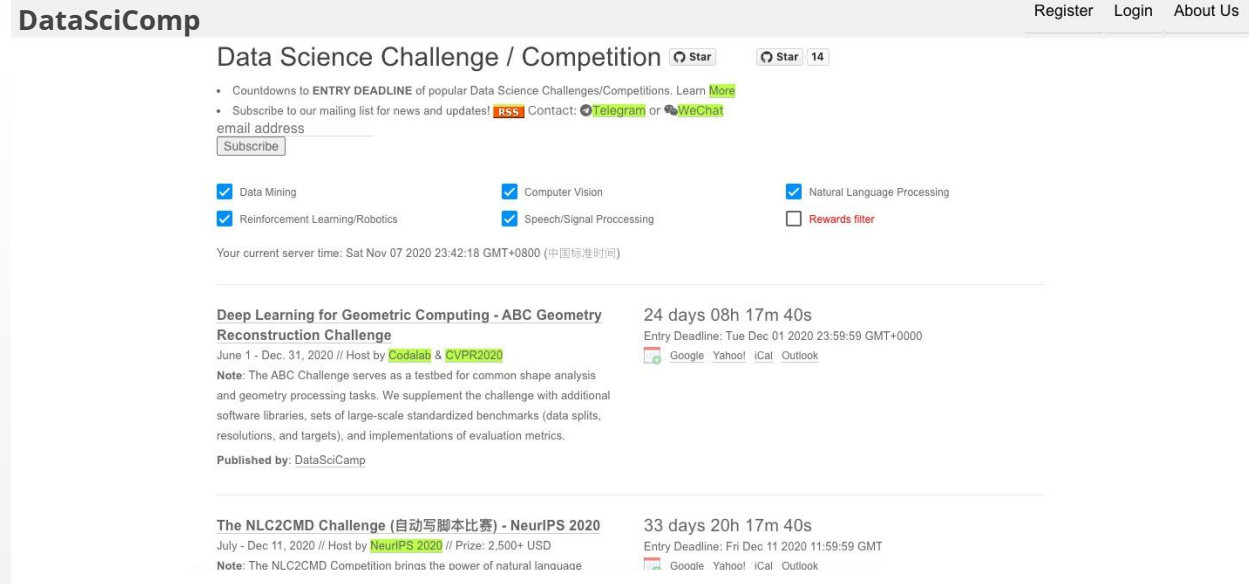 DataSciComp
Register Login About Us
Data Science Challenge / Competition Star Star 14
• Countdowns to ENTRY DEADLINE of popular Data Science Challenges/Competitions. Learn More
• Subscribe to our mailing list for news and updates! RSS Contact: Telegram or WeChat
email address
Subscribe
Data Mining Computer Vision Natural Language Processing
Reinforcement Learning/Robotics Speech/Signal Proccessing Rewards filter
Your current server time: Sat Nov 07 2020 23:42:18 GMT+0800 (中国标准时间)
Deep Learning for Geometric Computing - ABC Geometry
Reconstruction Challenge
June 1 - Dec. 31, 2020 // Host by Codalab & CVPR2020
Note: The ABC Challenge serves as a testbed for common shape analysis
and geometry processing tasks. We supplement the challenge with additional
software libraries, sets of large-scale standardized benchmarks (data splits,
resolutions, and targets), and implementations of evaluation metrics.
Published by: DataSciCamp
24 days 08h 17m 40s
Entry Deadline: Tue Dec 01 2020 23:59:59 GMT+0000
Google Yahoo! iCal Outlook
The NLC2CMD Challenge (自动写脚本比赛) - NeurIPS 2020
July - Dec 11, 2020 // Host by NeurIPS 2020 // Prize: 2,500+ USD
Note: The NLC2CMD Competition brings the power of natural language
33 days 20h 17m 40s
Entry Deadline: Fri Dec 11 2020 11:59:59 GMT
Google Yahoo! iCal Outlook